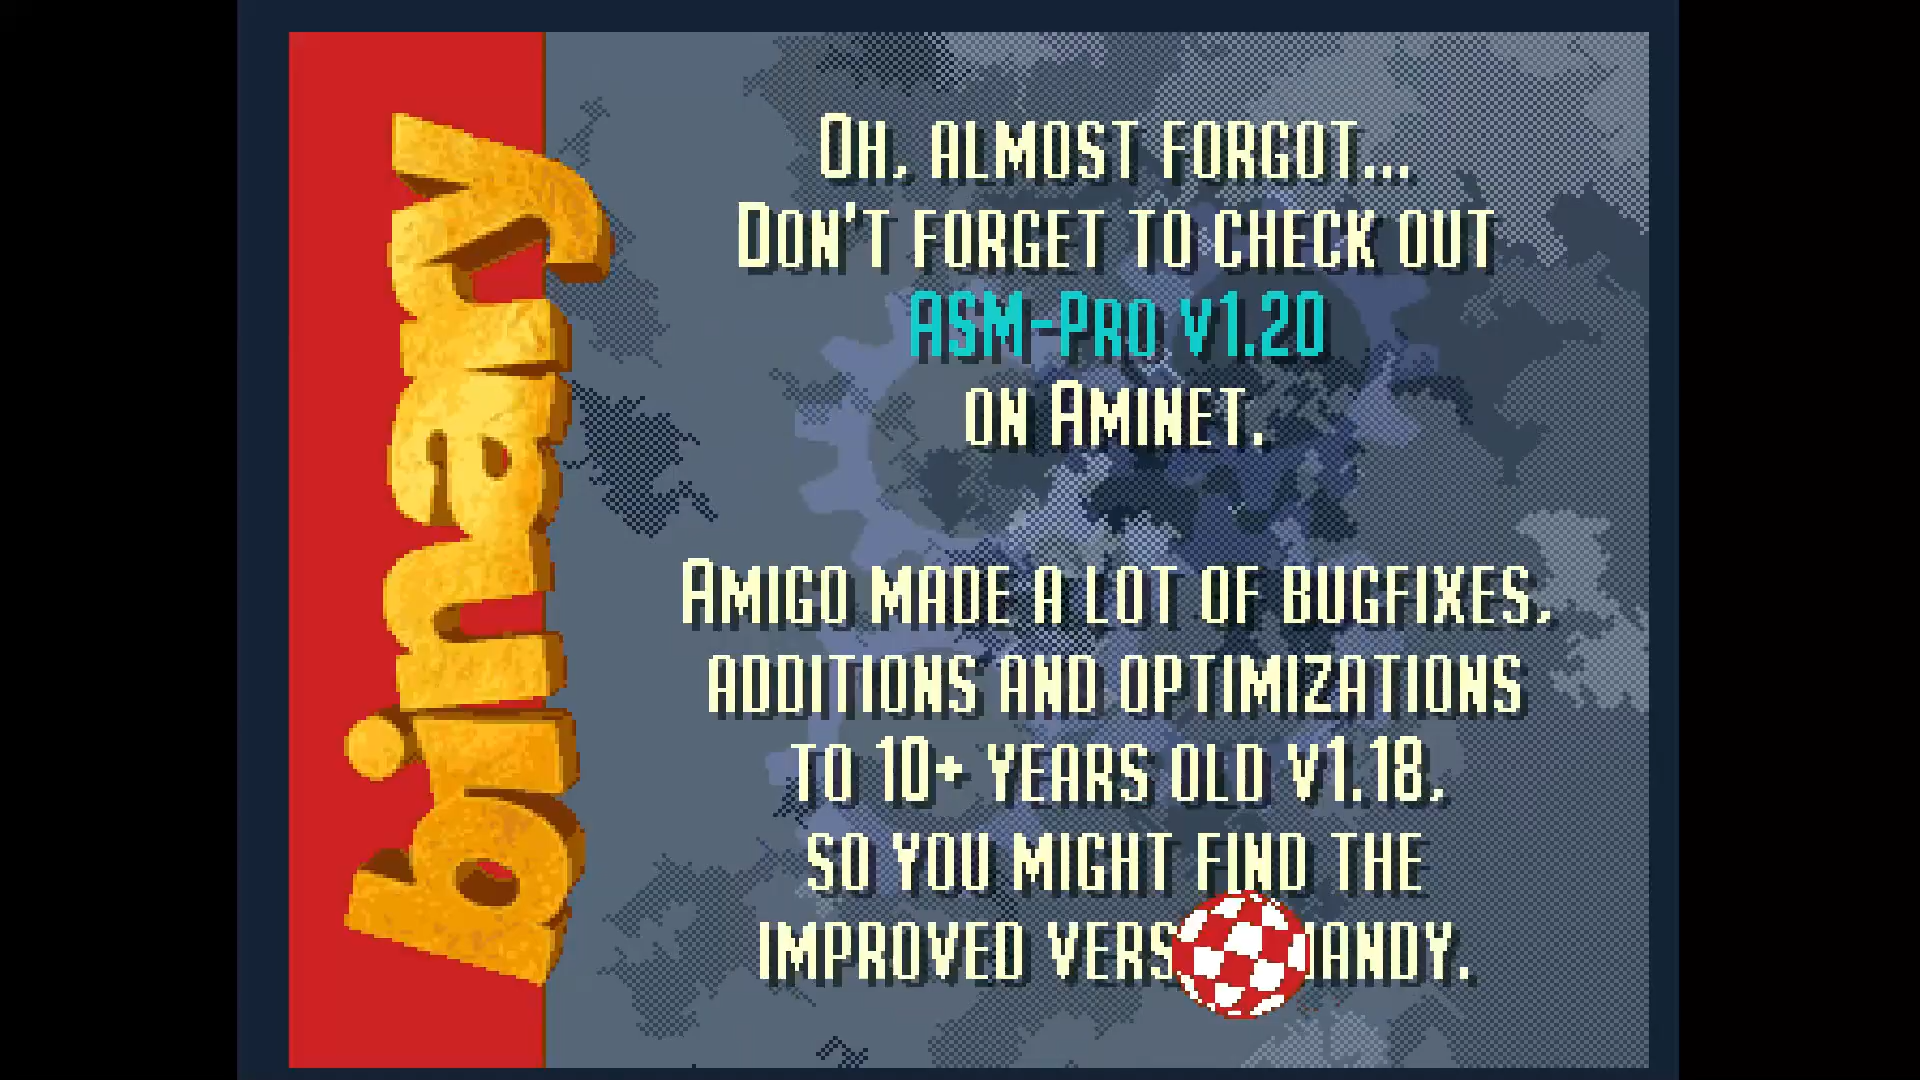 binary
Oh, almost forgot...
Don't forget to check out
ASM-Pro v1.20
on Aminet.
Amigo made a lot of bugfixes,
additions and optimizations
to 10+ years old v1.18,
so you might find the
improved handy.